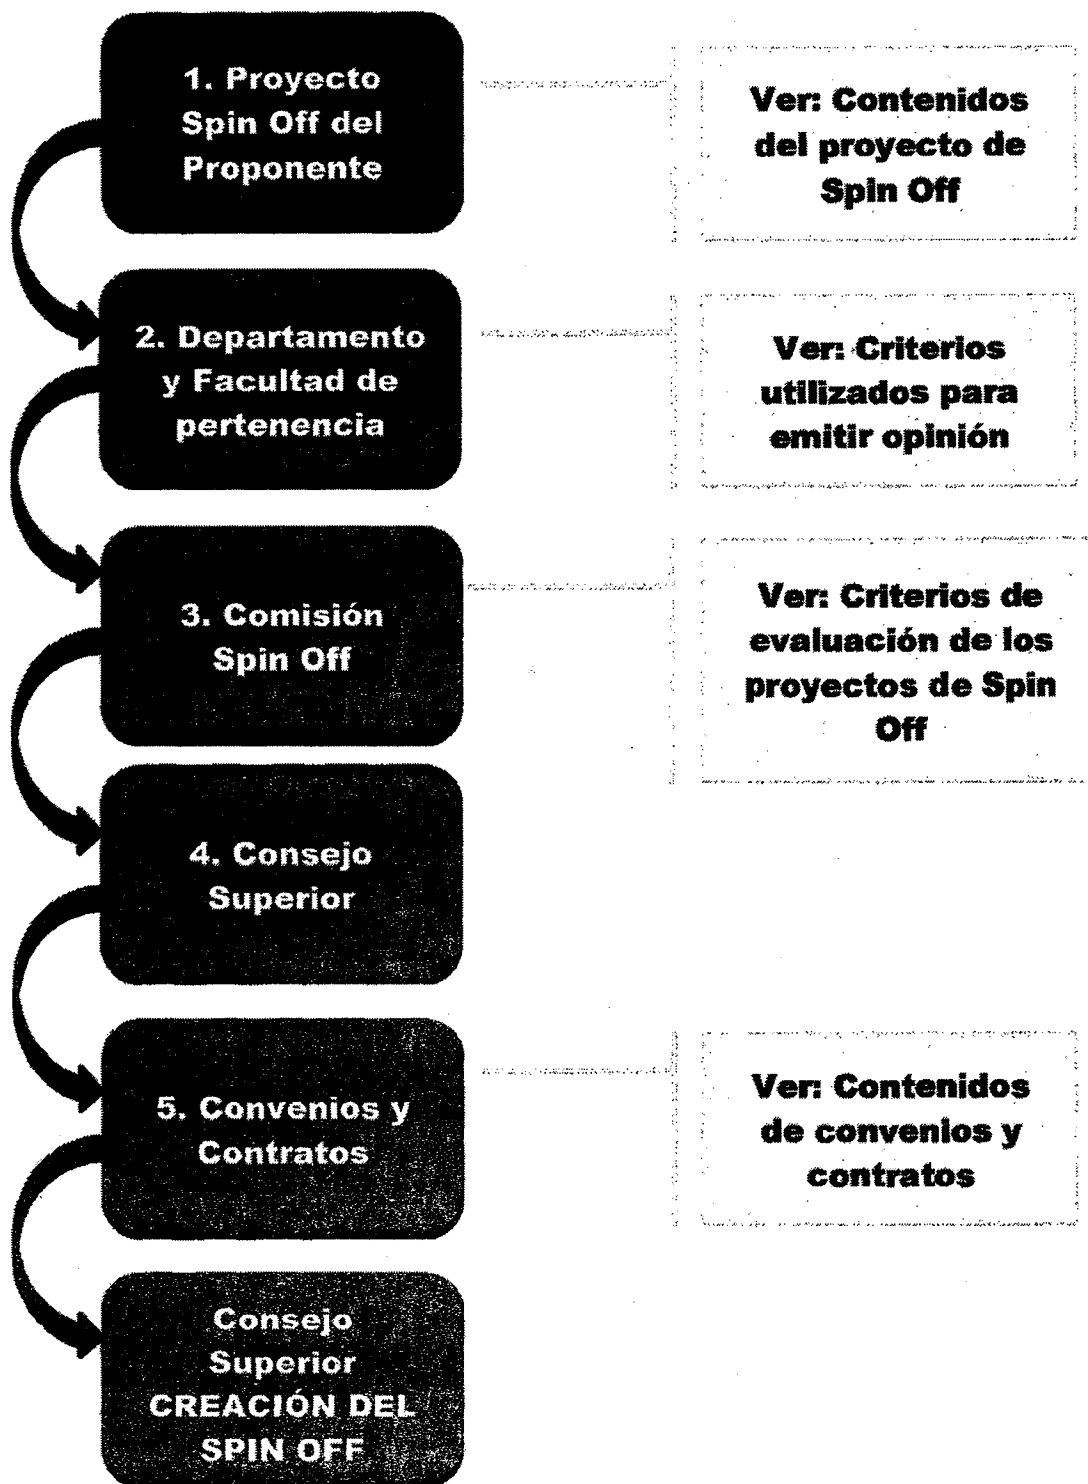 1. Proyecto
Spin Off del
Proponente
Ver: Contenidos
del proyecto de
Spin Off
2. Departamento
y Facultad de
pertenencia
Ver: Criterios
utilizados para
emitir opinión
3. Comisión
Spin Off
Ver: Criterios de
evaluación de los
proyectos de Spin
Off
4. Consejo
Superior
5. Convenios y
Contratos
Ver: Contenidos
de convenios y
contratos
Consejo
Superior
CREACIÓN DEL
SPIN OFF